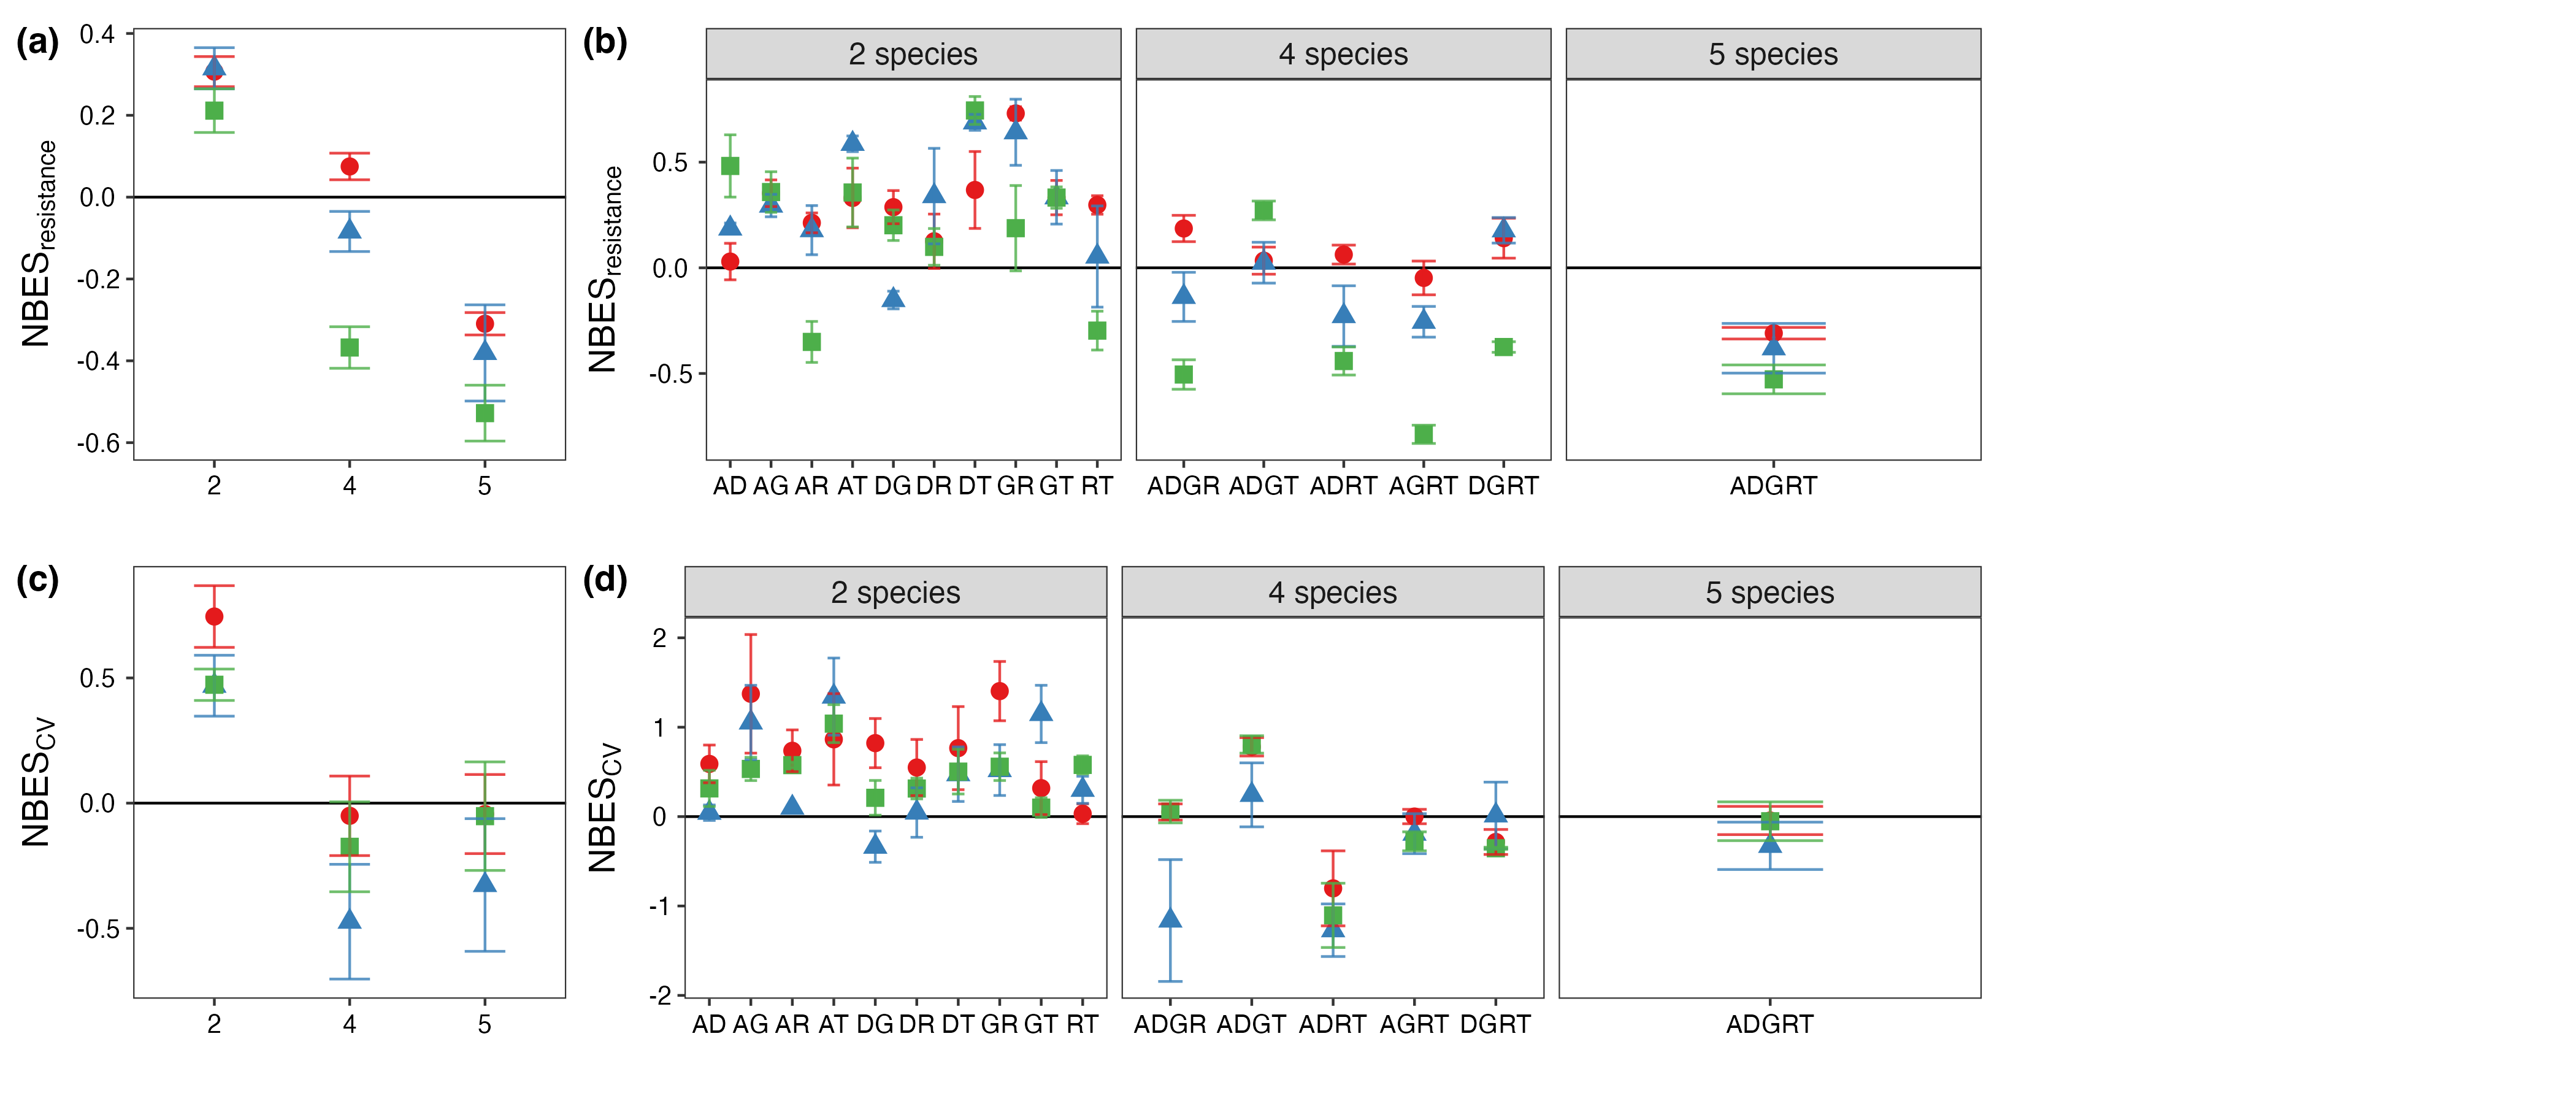 (a)
NBESresistance
0.4
0.2
0.0
-0.2
-0.4
-0.6
2 4 5
(b)
NBESresistance
2 species 4 species 5 species
0.5
0.0
-0.5
AD AG AR AT DG DR DT GR GT RT ADGR ADGT ADRT AGRT DGRT ADGRT
(c)
NBESCV
0.5
0.0
-0.5
2 4 5
(d)
NBESCV
2 species 4 species 5 species
2
1
0
-1
-2
AD AG AR AT DG DR DT GR GT RT ADGR ADGT ADRT AGRT DGRT ADGRT